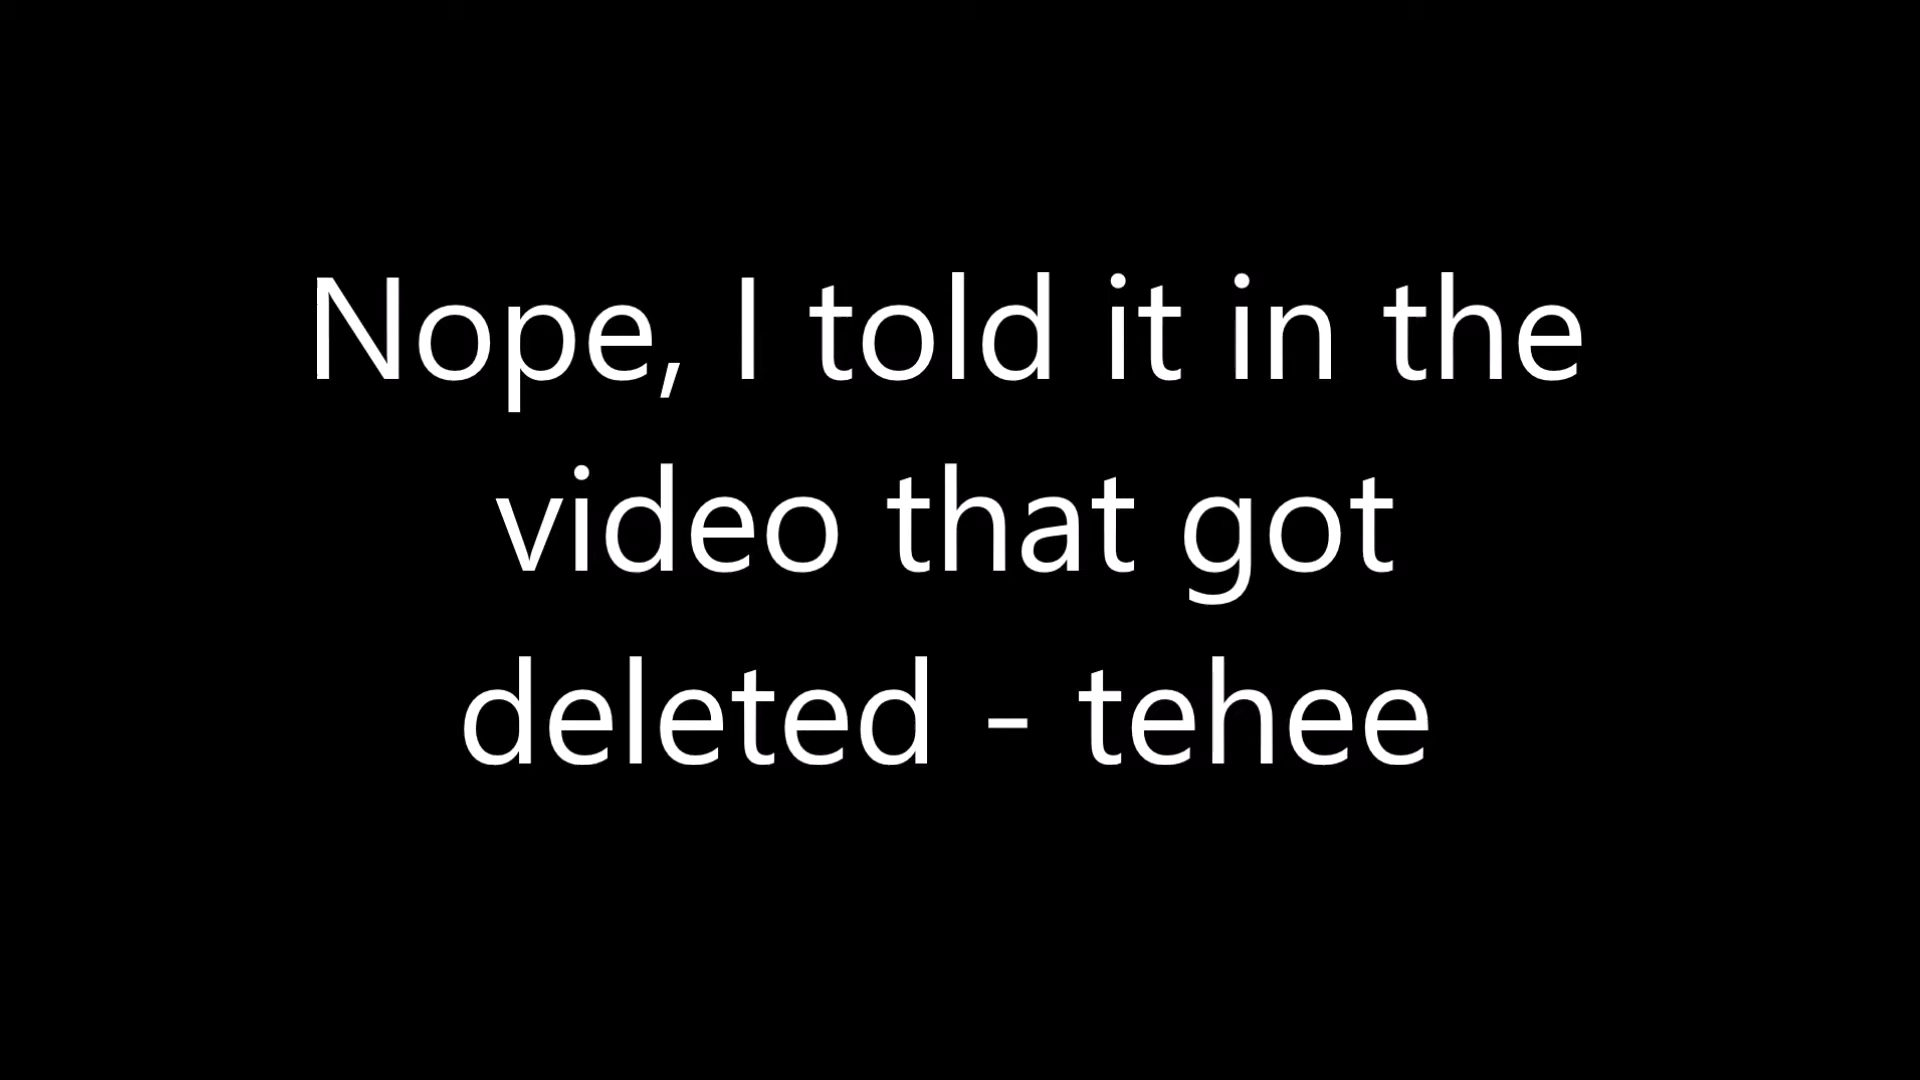 Nope, I told it in the
video that got
deleted - tehee